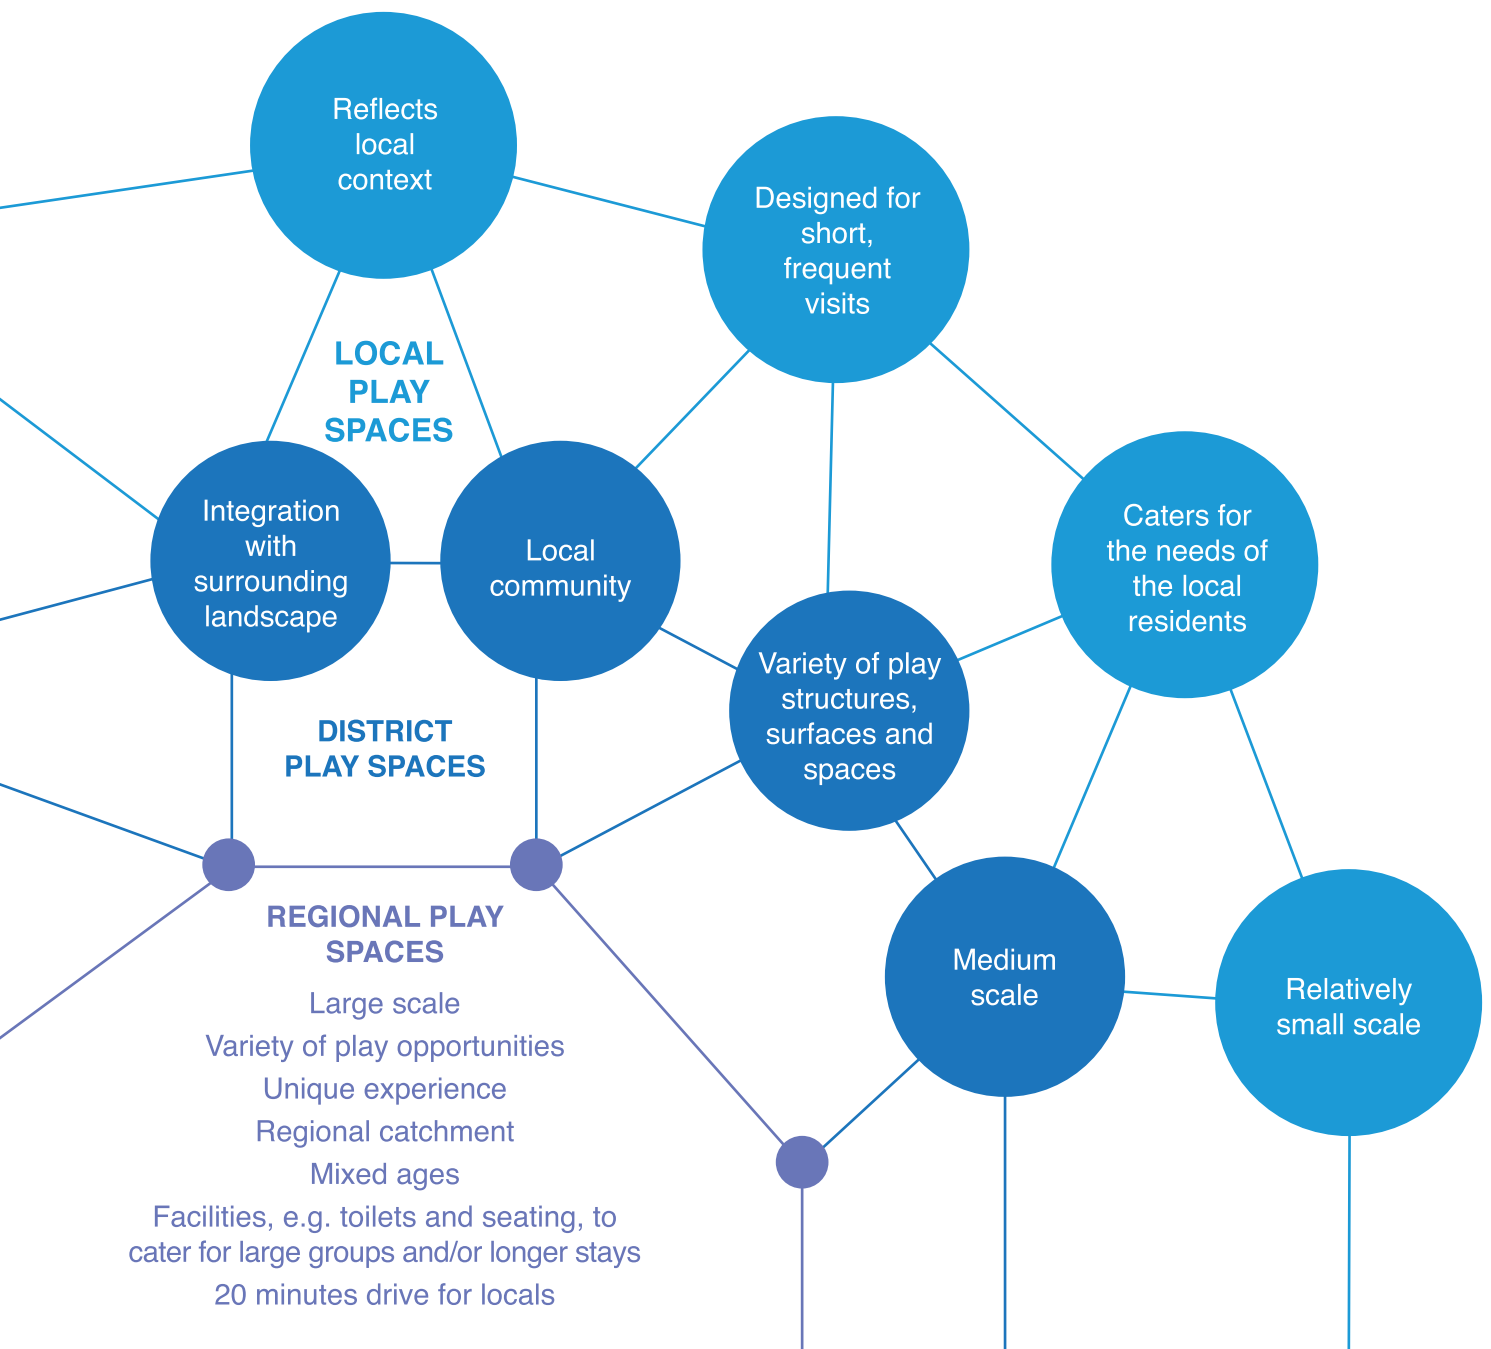 Reflects
local
context
Designed for
short,
frequent
visits
LOCAL
PLAY
SPACES
Integration
with
surrounding
landscape
Local
community
Caters for
the needs of
the local
residents
Variety of play
structures,
surfaces and
spaces
DISTRICT
PLAY SPACES
Medium
scale
Relatively
small scale
REGIONAL PLAY
SPACES
Large scale
Variety of play opportunities
Unique experience
Regional catchment
Mixed ages
Facilities, e.g. toilets and seating, to
cater for large groups and/or longer stays
20 minutes drive for locals